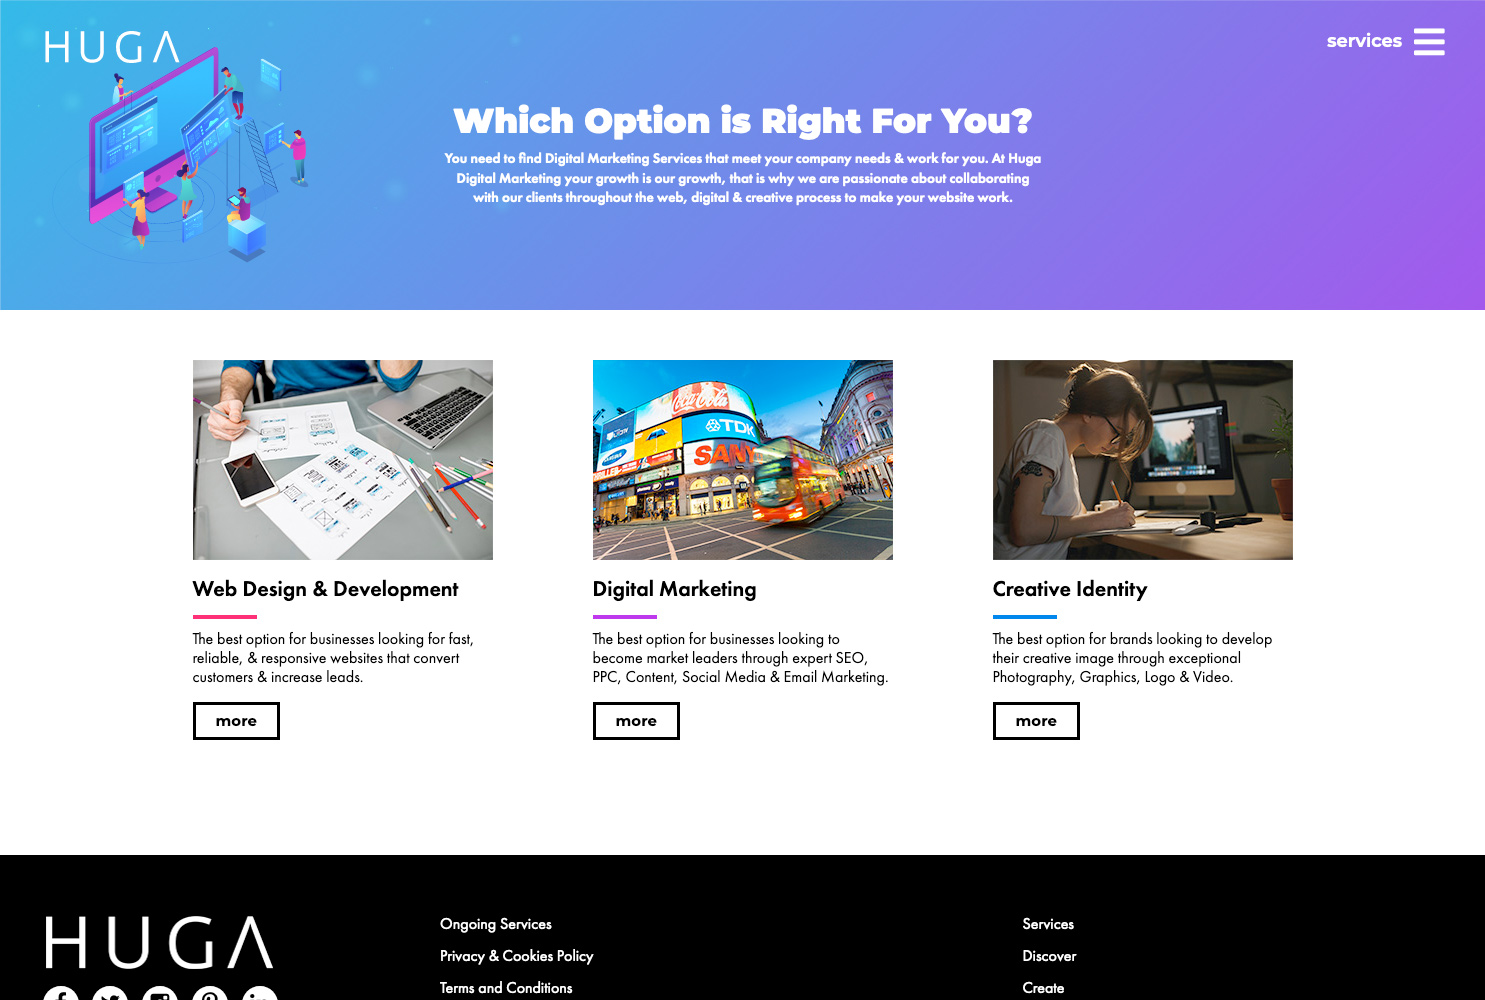 HUGA
services
Which Option is Right For You?
You need to find Digital Marketing Services that meet your company needs & work for you. At Huga
Digital Marketing your growth is our growth, that is why we are passionate about collaborating
with our clients throughout the web, digital & creative process to make your website work.
Coca-Cola
TDK
SAMSUNG
Web Design & Development
The best option for businesses looking for fast,
reliable, & responsive websites that convert
customers & increase leads.
more
Digital Marketing
The best option for businesses looking to
become market leaders through expert SEO,
PPC, Content, Social Media & Email Marketing.
more
Creative Identity
The best option for brands looking to develop
their creative image through exceptional
Photography, Graphics, Logo & Video.
more
HUGA
Ongoing Services
Privacy & Cookies Policy
Terms and Conditions
Services
Discover
Create